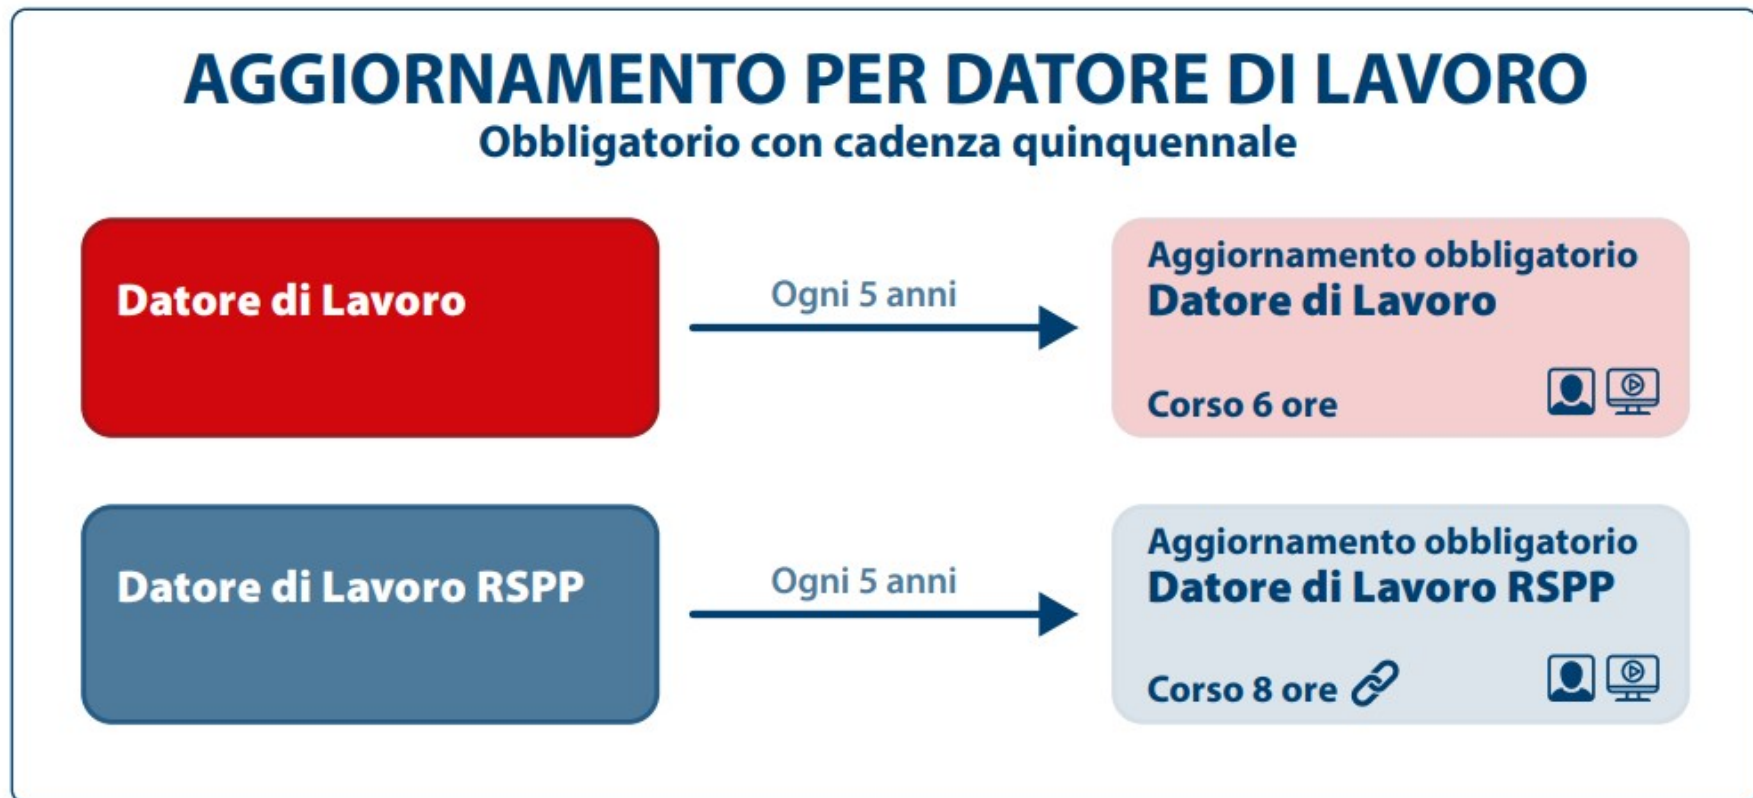 AGGIORNAMENTO PER DATORE DI LAVORO
Obbligatorio con cadenza quinquennale
Datore di Lavoro
Ogni 5 anni
Aggiornamento obbligatorio
Datore di Lavoro
Corso 6 ore
Datore di Lavoro RSPP
Ogni 5 anni
Aggiornamento obbligatorio
Datore di Lavoro RSPP
Corso 8 ore